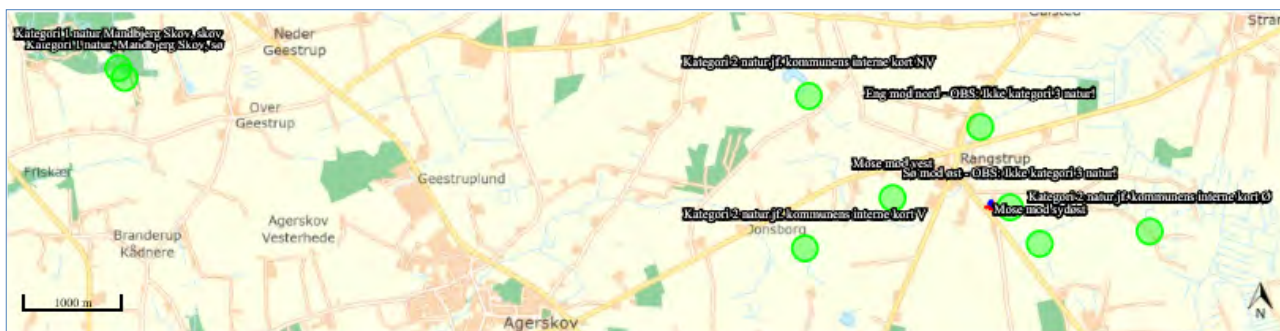 Galsted
Stran
Kategori 1 natur Mandbjerg Skov, skov
Neder
Geestrup
Kategori 1 natur, Mandbjerg Skov, sø
Kategori 2 natur jf. kommunens interne kort NV
Eng mod nord - OBS: Ikke kategori 3 natur!
Over
Geestrup
Friskær
Geestruplund
Mose mod vest
Rangstrup
Sø mod øst - OBS: Ikke kategori 3 natur!
Kategori 2 natur jf. kommunens interne kort Ø
Agerskov
Vesterhede
Kategori 2 natur jf. kommunens interne kort V
Mose mod sydøst
Branderup
Kådnere
Jonsborg
1000 m
Agerskov
N